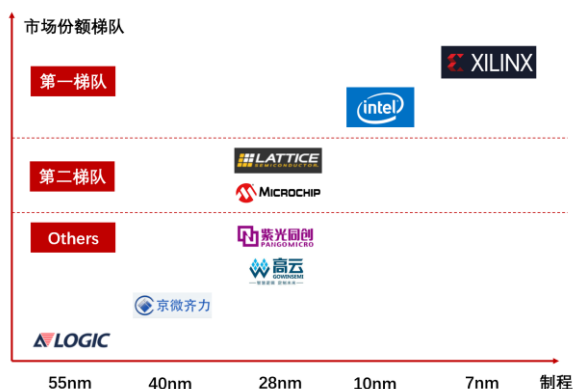 市场份额梯队
第一梯队
XILINX
intel
第二梯队
LATTICE
SEMICONDUCTOR
MICROCHIP
Others
紫光同创
PANGOMICRO
高云
GOWINSEMI
京微齐力
LOGIC
55nm 40nm 28nm 10nm 7nm 制程